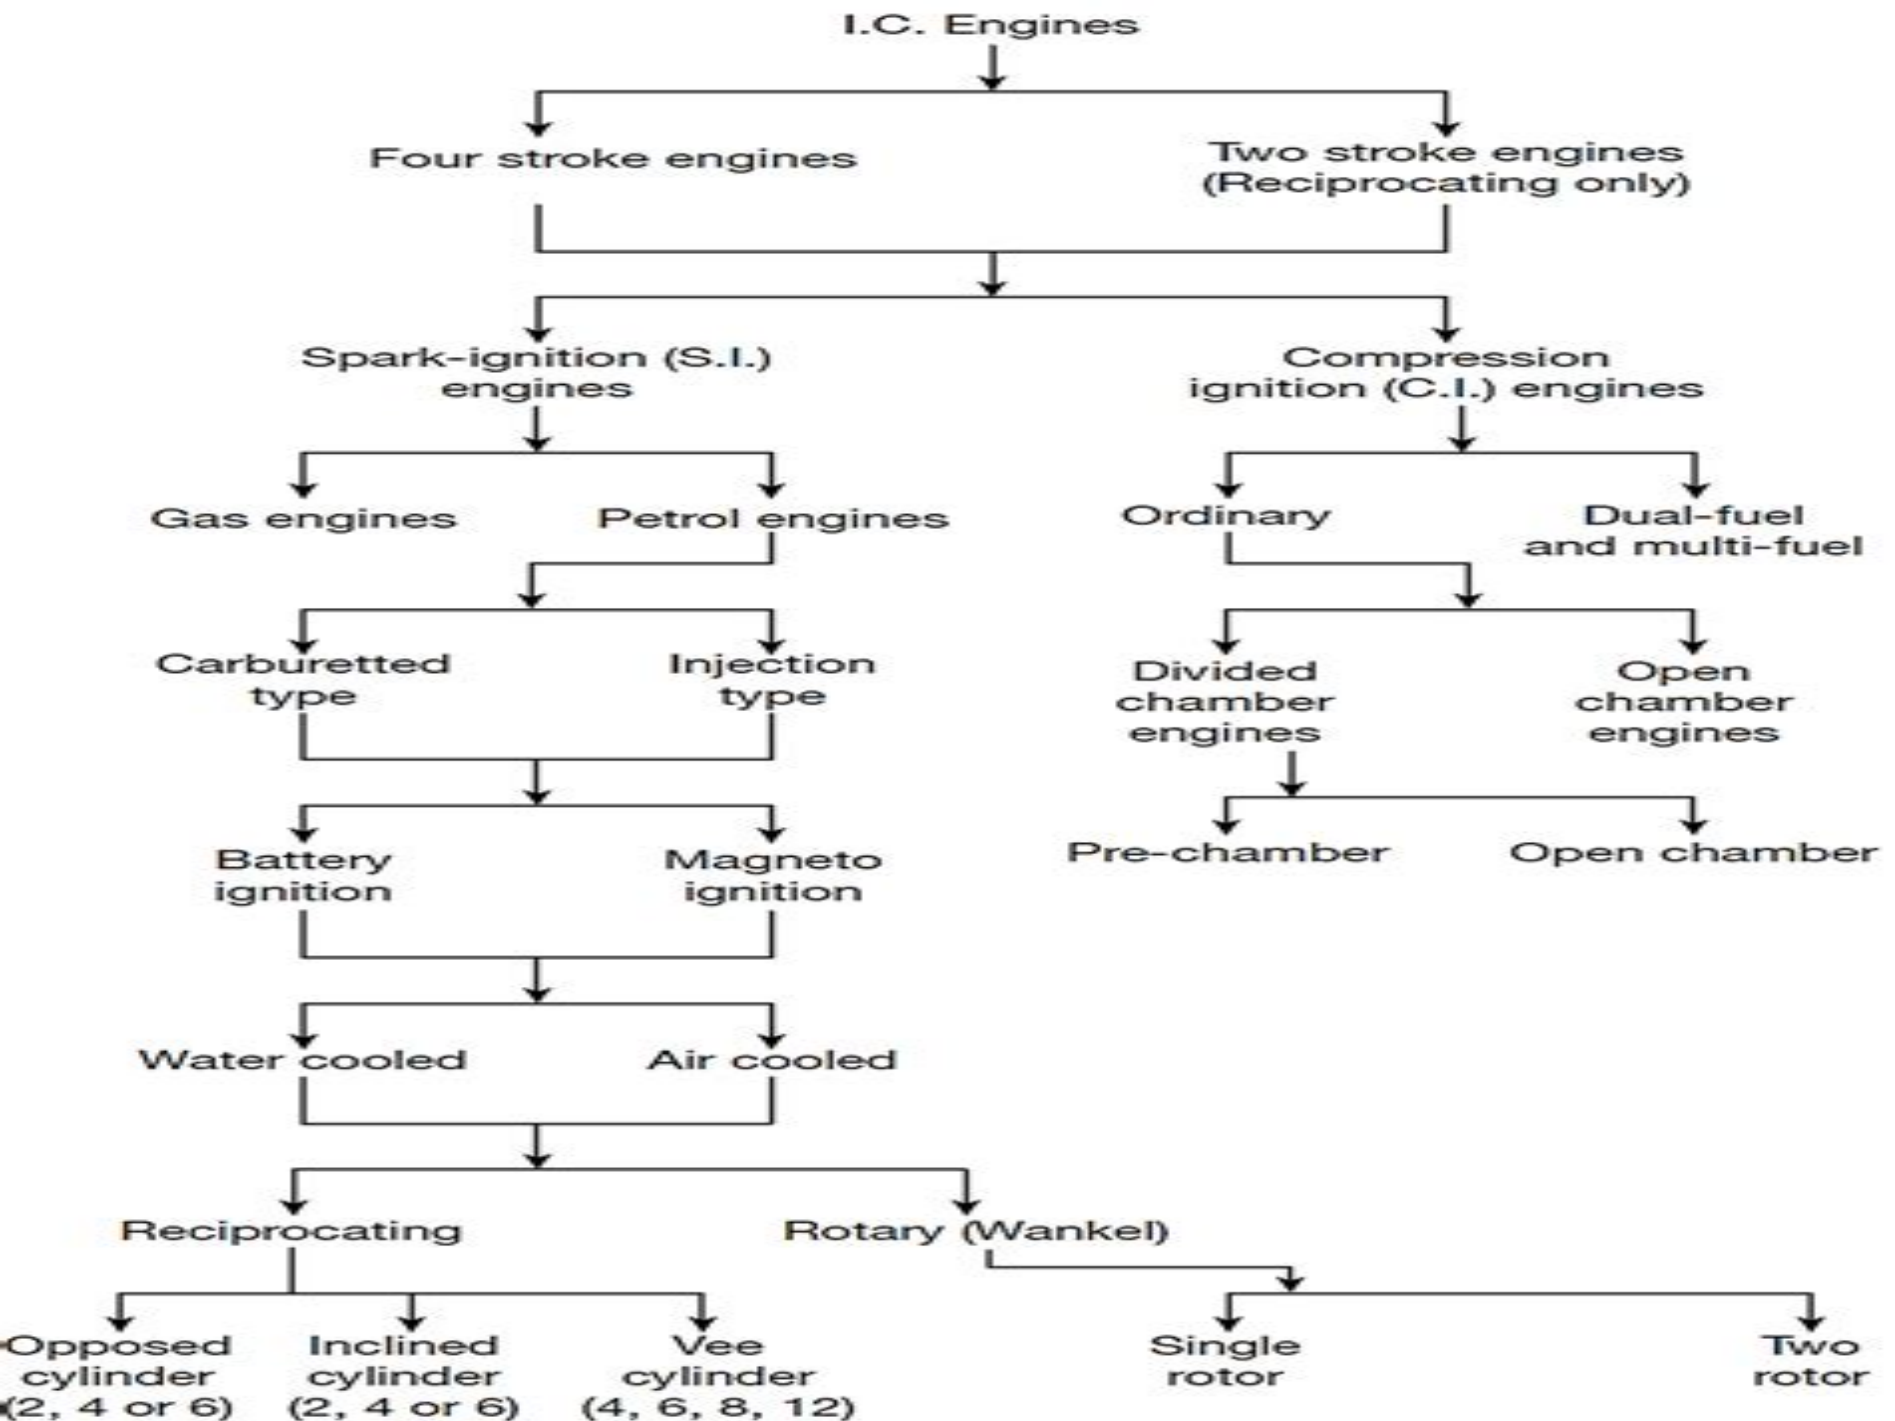 I.C. Engines
Four stroke engines
Two stroke engines
(Reciprocating only)
Spark-ignition (S.I.)
engines
Compression
ignition (C.I.) engines
Gas engines
Petrol engines
Ordinary
Dual-fuel
and multi-fuel
Carburetted
type
Injection
type
Divided
chamber
engines
Open
chamber
engines
Battery
ignition
Magneto
ignition
Pre-chamber
Open chamber
Water cooled
Air cooled
Reciprocating
Rotary (Wankel)
Opposed
cylinder
(2, 4 or 6)
Inclined
cylinder
(2, 4 or 6)
Vee
cylinder
(4, 6, 8, 12)
Single
rotor
Two
rotor